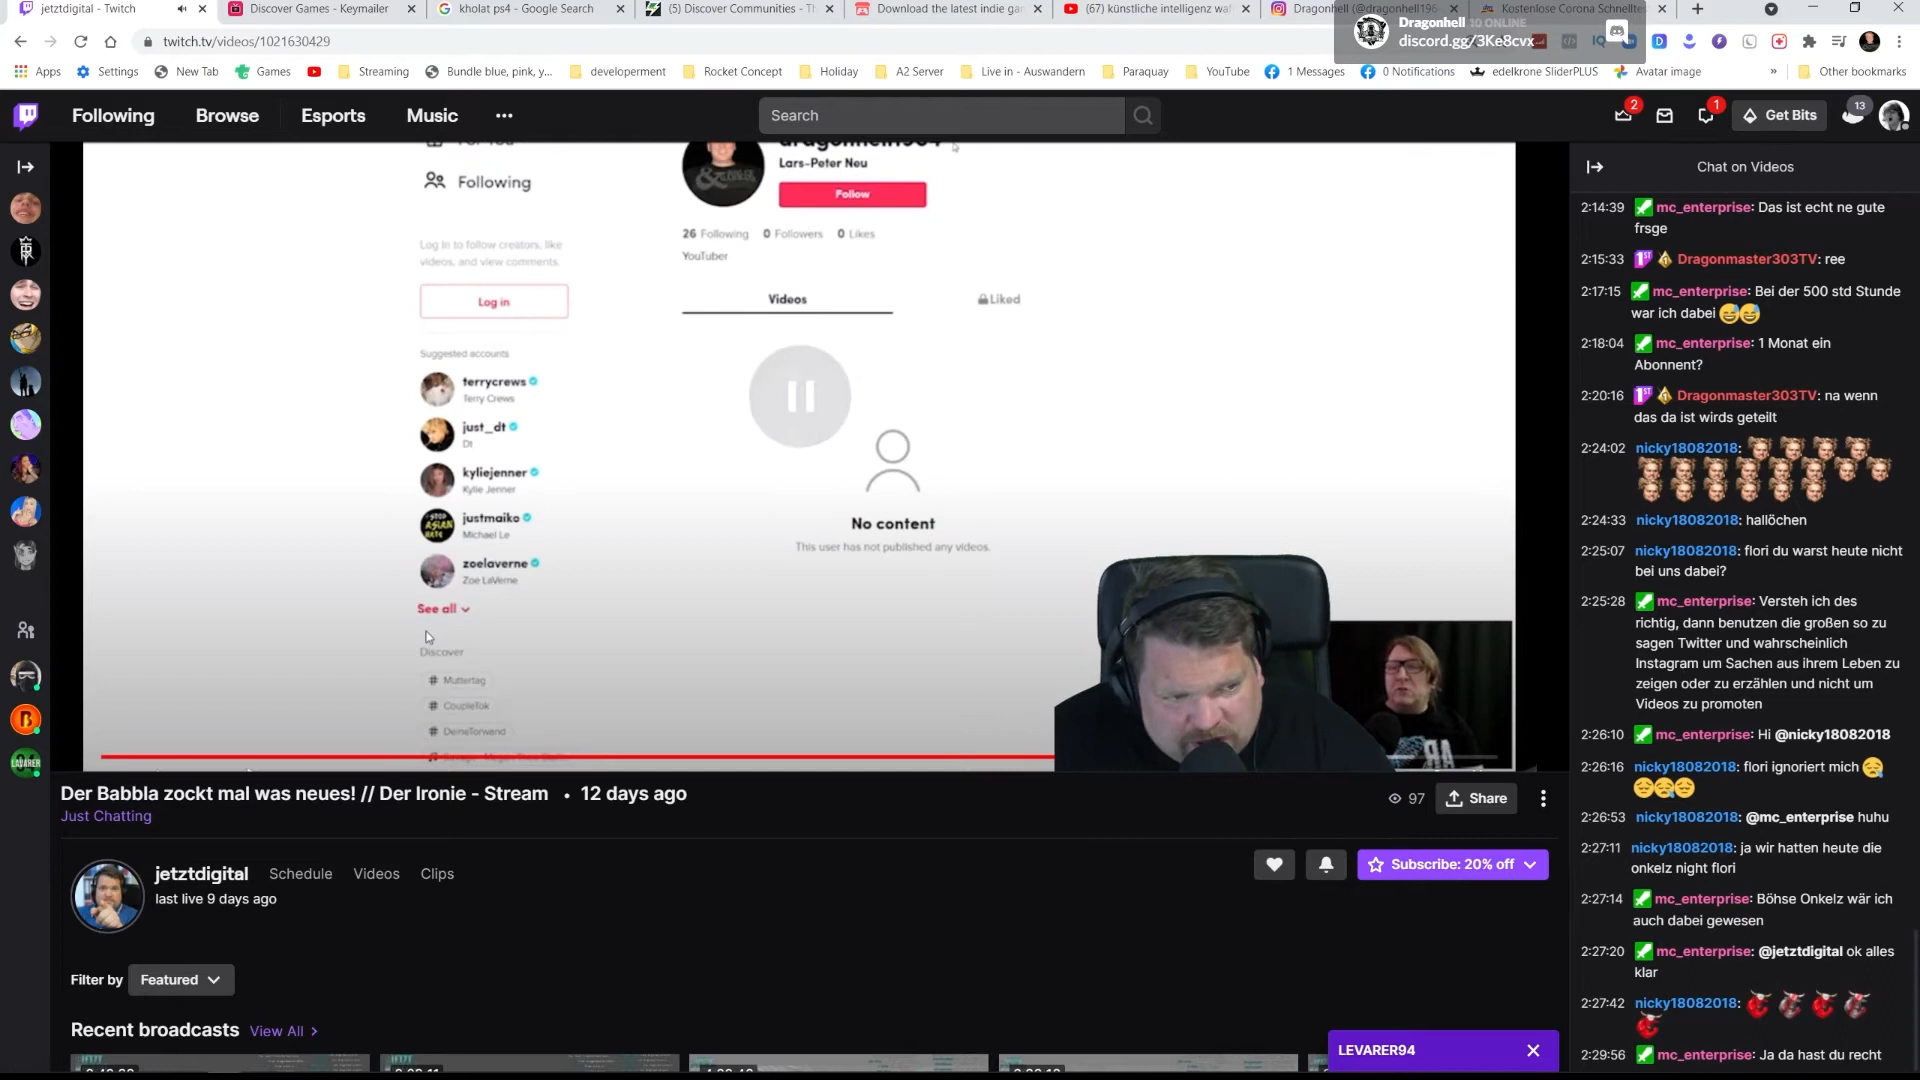 jetztdigital - Twitch
Discover Games - Keymailer
kholat ps4 - Google Search
(5) Discover Communities - Th
Download the latest indie gam
(67) künstliche intelligenz wa
Dragonhell (@dragonhell196
Kostenlose Corona Schnelltes
Dragonhell 10 ONLINE
discord.gg/3Ke8cvx
twitch.tv/videos/1021630429
Apps
Settings
New Tab
Games
Streaming
Bundle blue, pink, y...
developerment
Rocket Concept
Holiday
A2 Server
Live in - Auswandern
Paraquay
YouTube
1 Messages
0 Notifications
edelkrone SliderPLUS
Avatar image
»
Other bookmarks
Following
Browse
Esports
Music
Search
2
1
Get Bits
13
Chat on Videos
Following
Lars-Peter Neu
Follow
26 Following 0 Followers 0 Likes
YouTuber
Log in to follow creators, like
videos, and view comments.
Log in
Videos
Liked
Suggested accounts
terrycrews
Terry Crews
just_dt
Dt
kyliejenner
Kylie Jenner
justmaiko
Michael Le
zoelaverne
Zoe LaVerne
See all
No content
This user has not published any videos.
Discover
# Muttertag
# CoupleTok
# DeineTorwand
2:14:39 mc_enterprise: Das ist echt ne gute
frsge
2:15:33 Dragonmaster303TV: ree
2:17:15 mc_enterprise: Bei der 500 std Stunde
war ich dabei
2:18:04 mc_enterprise: 1 Monat ein
Abonnent?
2:20:16 Dragonmaster303TV: na wenn
das da ist wirds geteilt
2:24:02 nicky18082018:
2:24:33 nicky18082018: hallöchen
2:25:07 nicky18082018: flori du warst heute nicht
bei uns dabei?
2:25:28 mc_enterprise: Versteh ich des
richtig, dann benutzen die großen so zu
sagen Twitter und wahrscheinlich
Instagram um Sachen aus ihrem Leben zu
zeigen oder zu erzählen und nicht um
Videos zu promoten
2:26:10 mc_enterprise: Hi @nicky18082018
2:26:16 nicky18082018: flori ignoriert mich
2:26:53 nicky18082018: @mc_enterprise huhu
2:27:11 nicky18082018: ja wir hatten heute die
onkelz night flori
2:27:14 mc_enterprise: Böhse Onkelz wär ich
auch dabei gewesen
2:27:20 mc_enterprise: @jetztdigital ok alles
klar
2:27:42 nicky18082018:
2:29:56 mc_enterprise: Ja da hast du recht
Der Babbla zockt mal was neues! // Der Ironie - Stream • 12 days ago
Just Chatting
97
Share
jetztdigital
Schedule
Videos
Clips
last live 9 days ago
Subscribe: 20% off
Filter by
Featured
Recent broadcasts
View All
LEVARER94